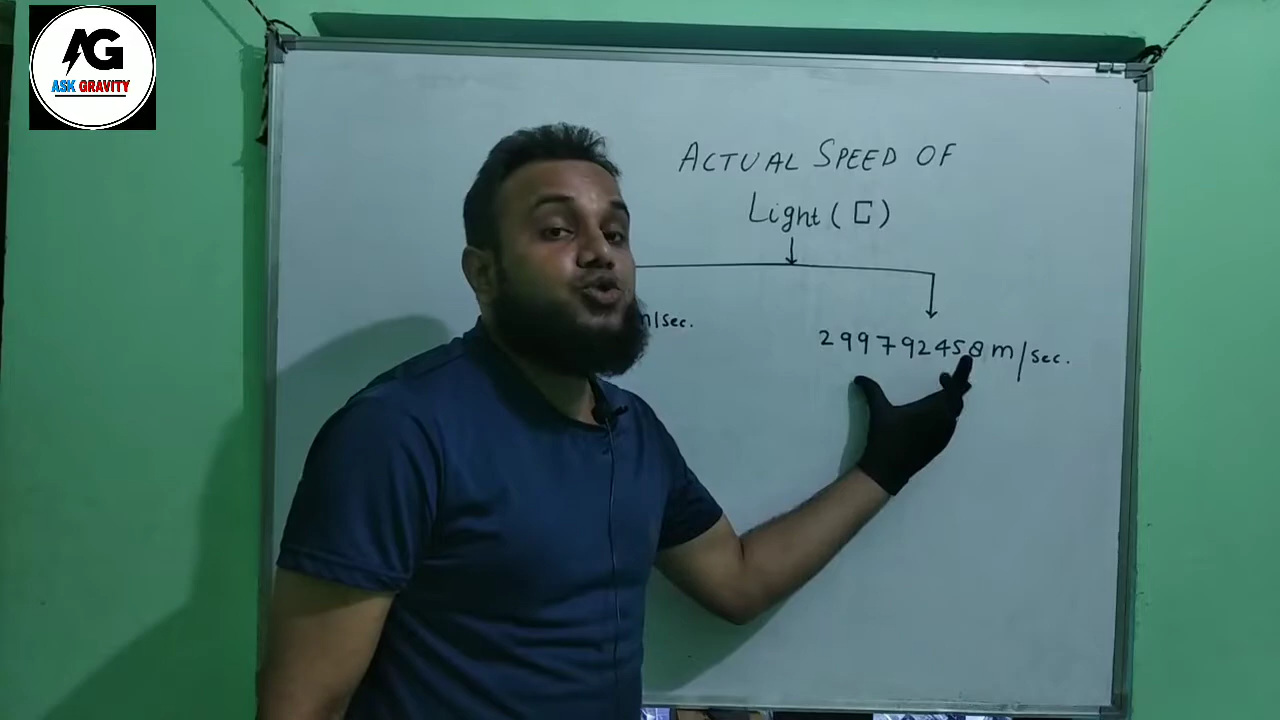 AG
ASK GRAVITY
ACTUAL SPEED OF
Light (C)
m/sec.
299792458 m/sec.